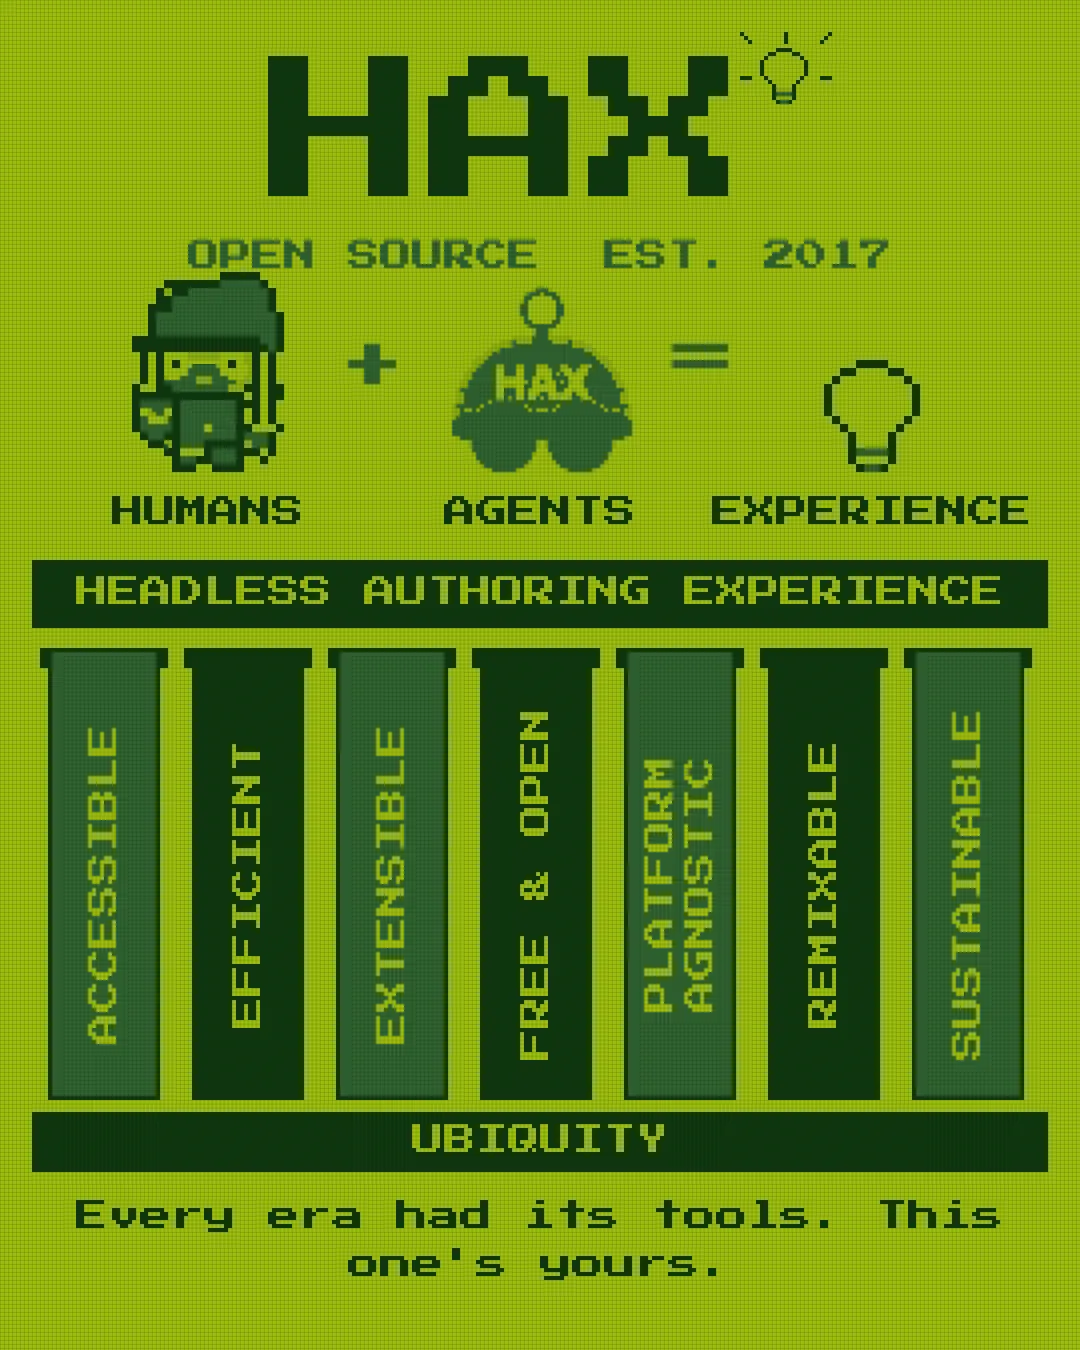 HAX
OPEN SOURCE EST. 2017
+ HAX =
HUMANS AGENTS EXPERIENCE
HEADLESS AUTHORING EXPERIENCE
ACCESSIBLE
EFFICIENT
EXTENSIBLE
FREE & OPEN
PLATFORM
AGNOSTIC
REMIXABLE
SUSTAINABLE
UBIQUITY
Every era had its tools. This
one's yours.